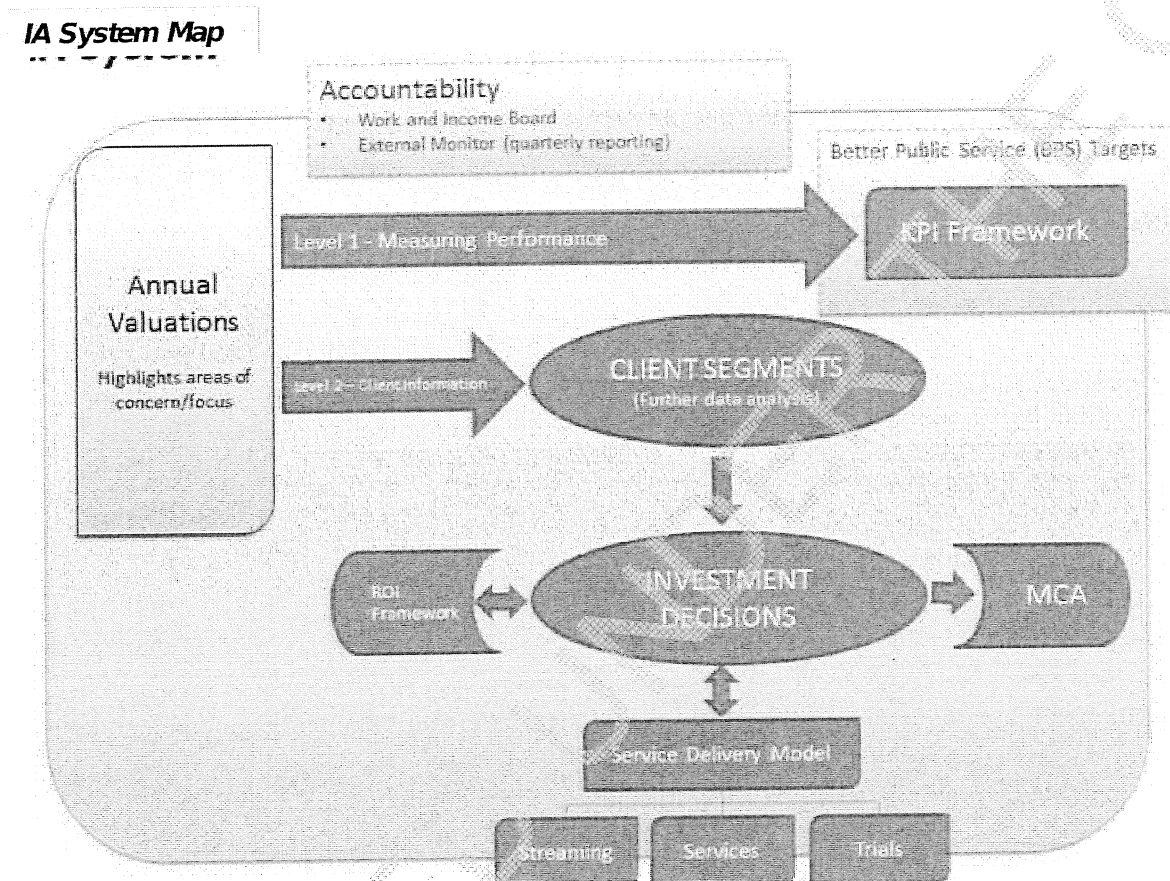 IA System Map
Accountability
• Work and Income Board
• External Monitor (quarterly reporting)
Better Public Service (BPS) Targets
Level 1 - Measuring Performance
KPI Framework
Annual
Valuations
Highlights areas of
concern/focus
Level 2 – Client Information
CLIENT SEGMENTS
(Further data analysis)
ROI
Framework
INVESTMENT
DECISIONS
MCA
Service Delivery Model
Streaming
Services
Trials